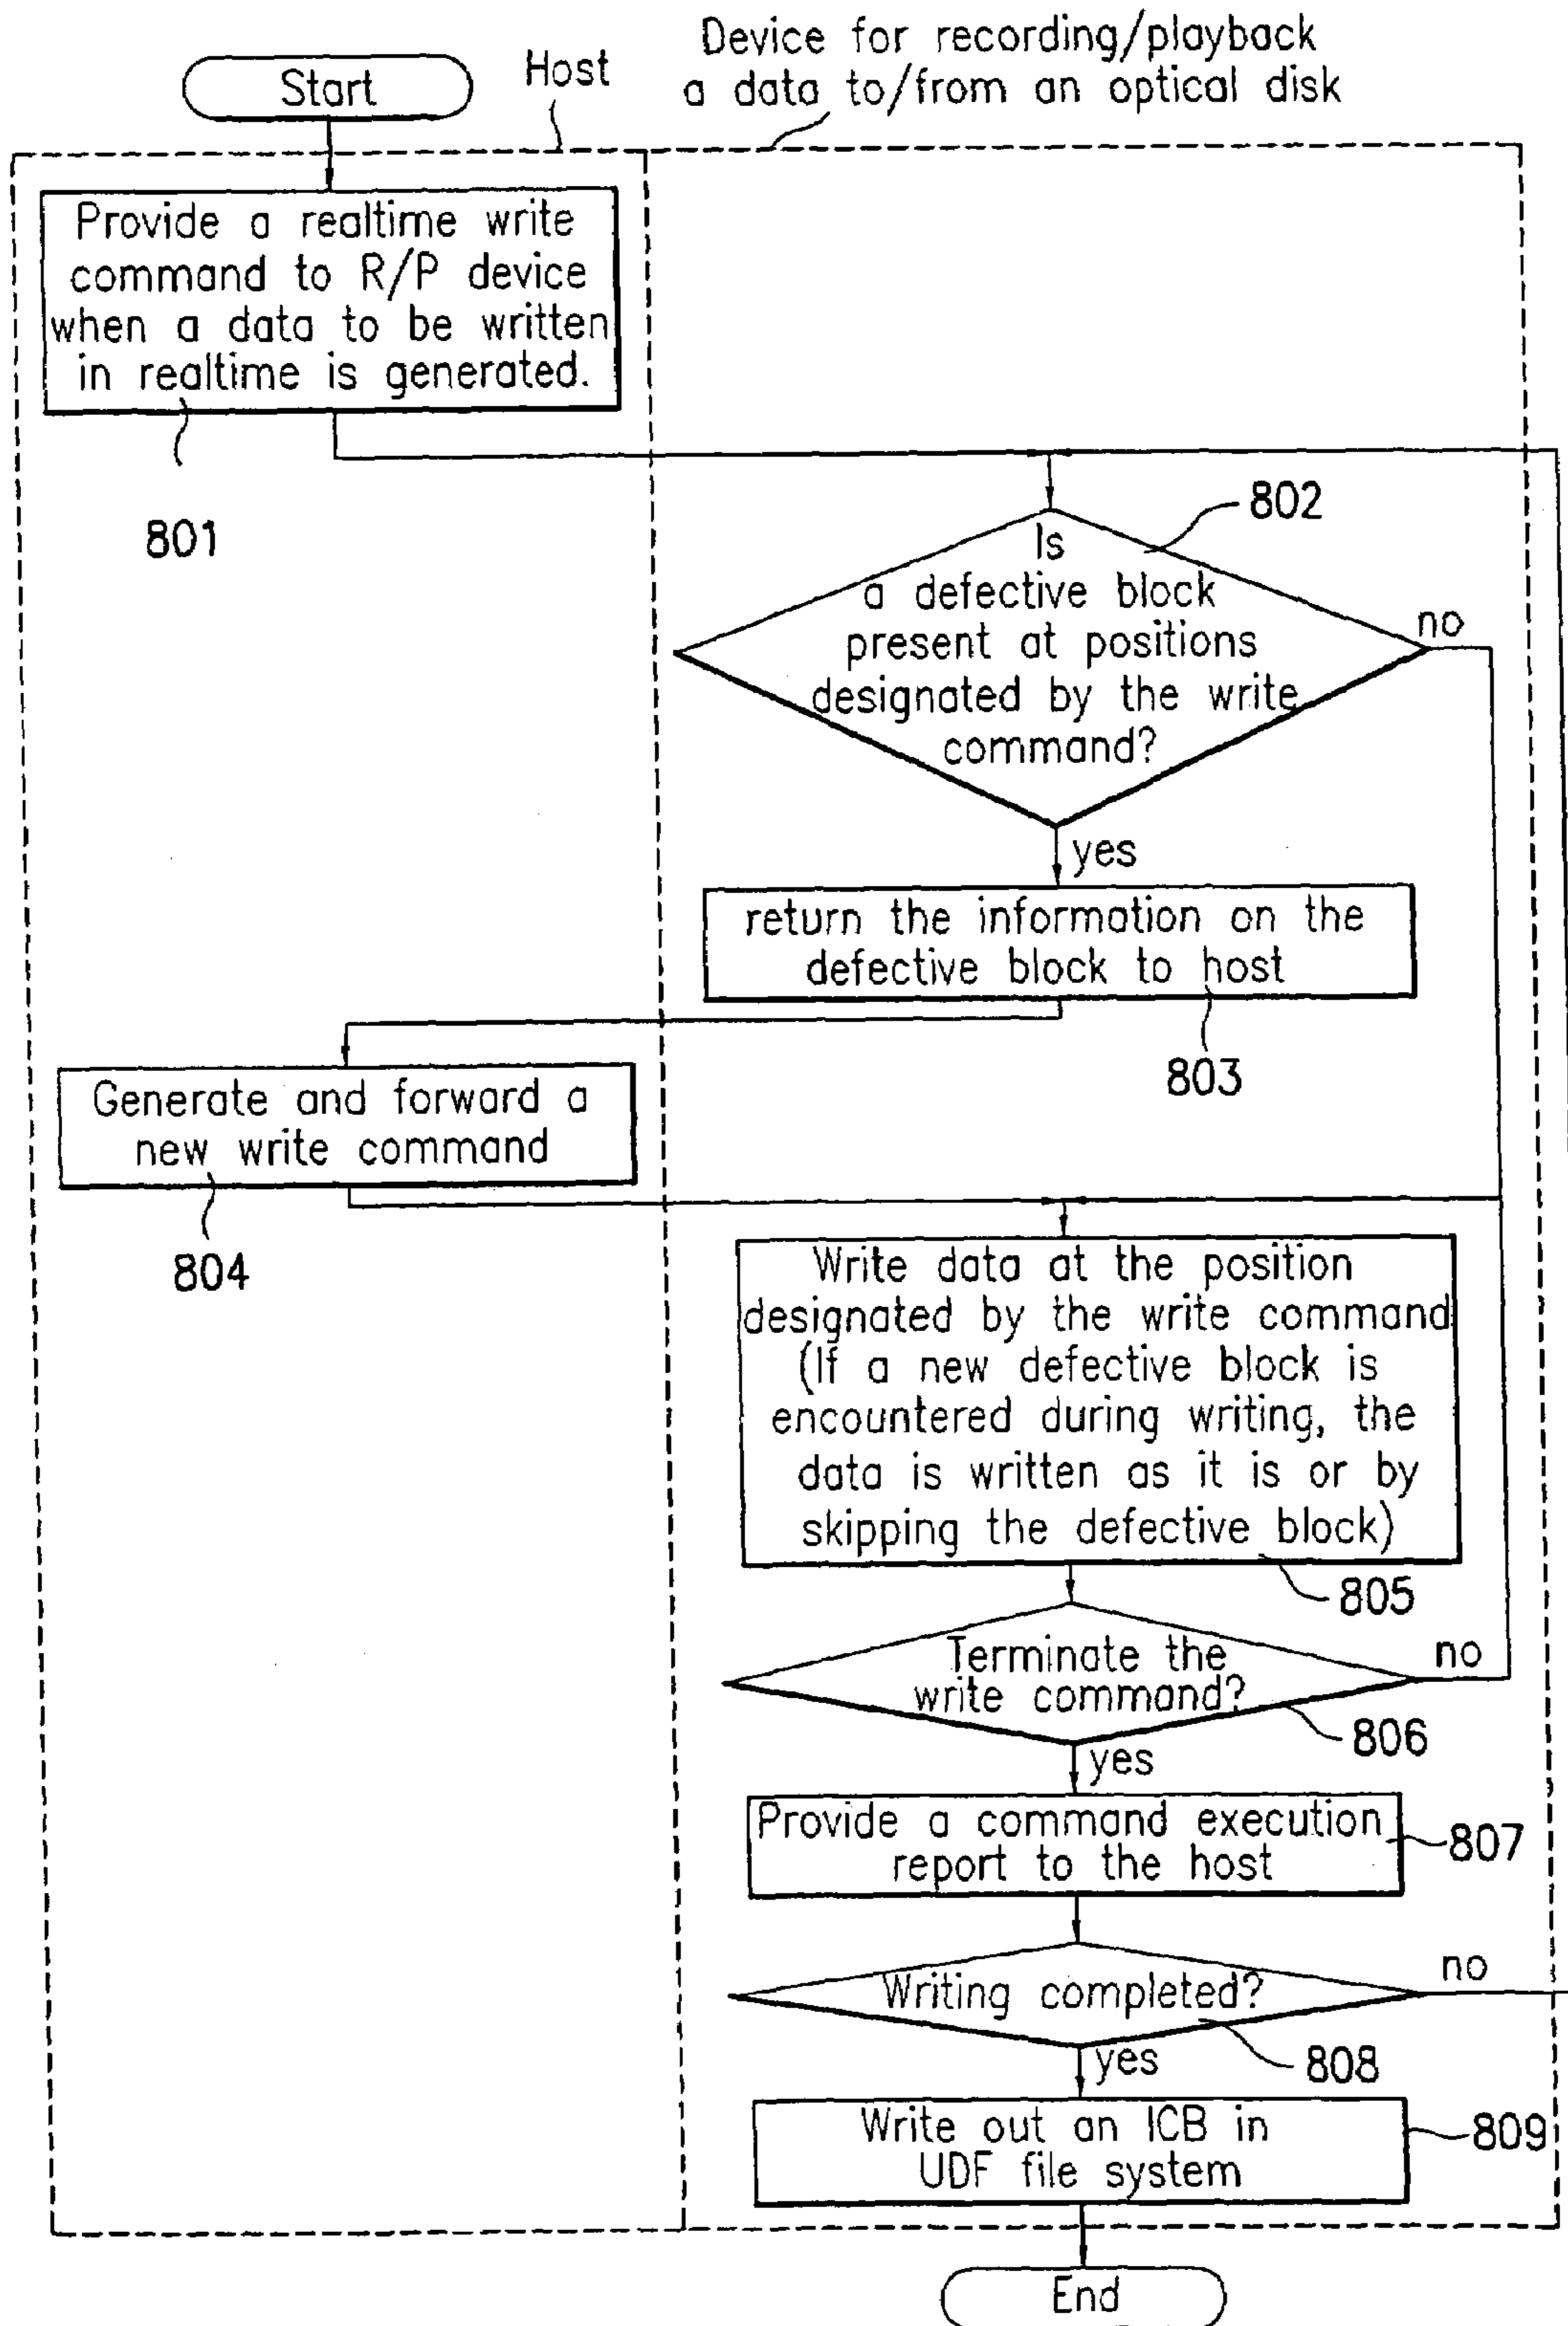 Device for recording/playback
a data to/from an optical disk
Host
Start
Provide a realtime write
command to R/P device
when a data to be written
in realtime is generated.
801
802
Is
a defective block
present at positions
designated by the write
command?
no
yes
return the information on the
defective block to host
803
Generate and forward a
new write command
804
Write data at the position
designated by the write command
(If a new defective block is
encountered during writing, the
data is written as it is or by
skipping the defective block)
805
Terminate the
write command?
no
806
yes
Provide a command execution
report to the host
807
Writing completed?
no
808
yes
Write out an ICB in
UDF file system
809
End